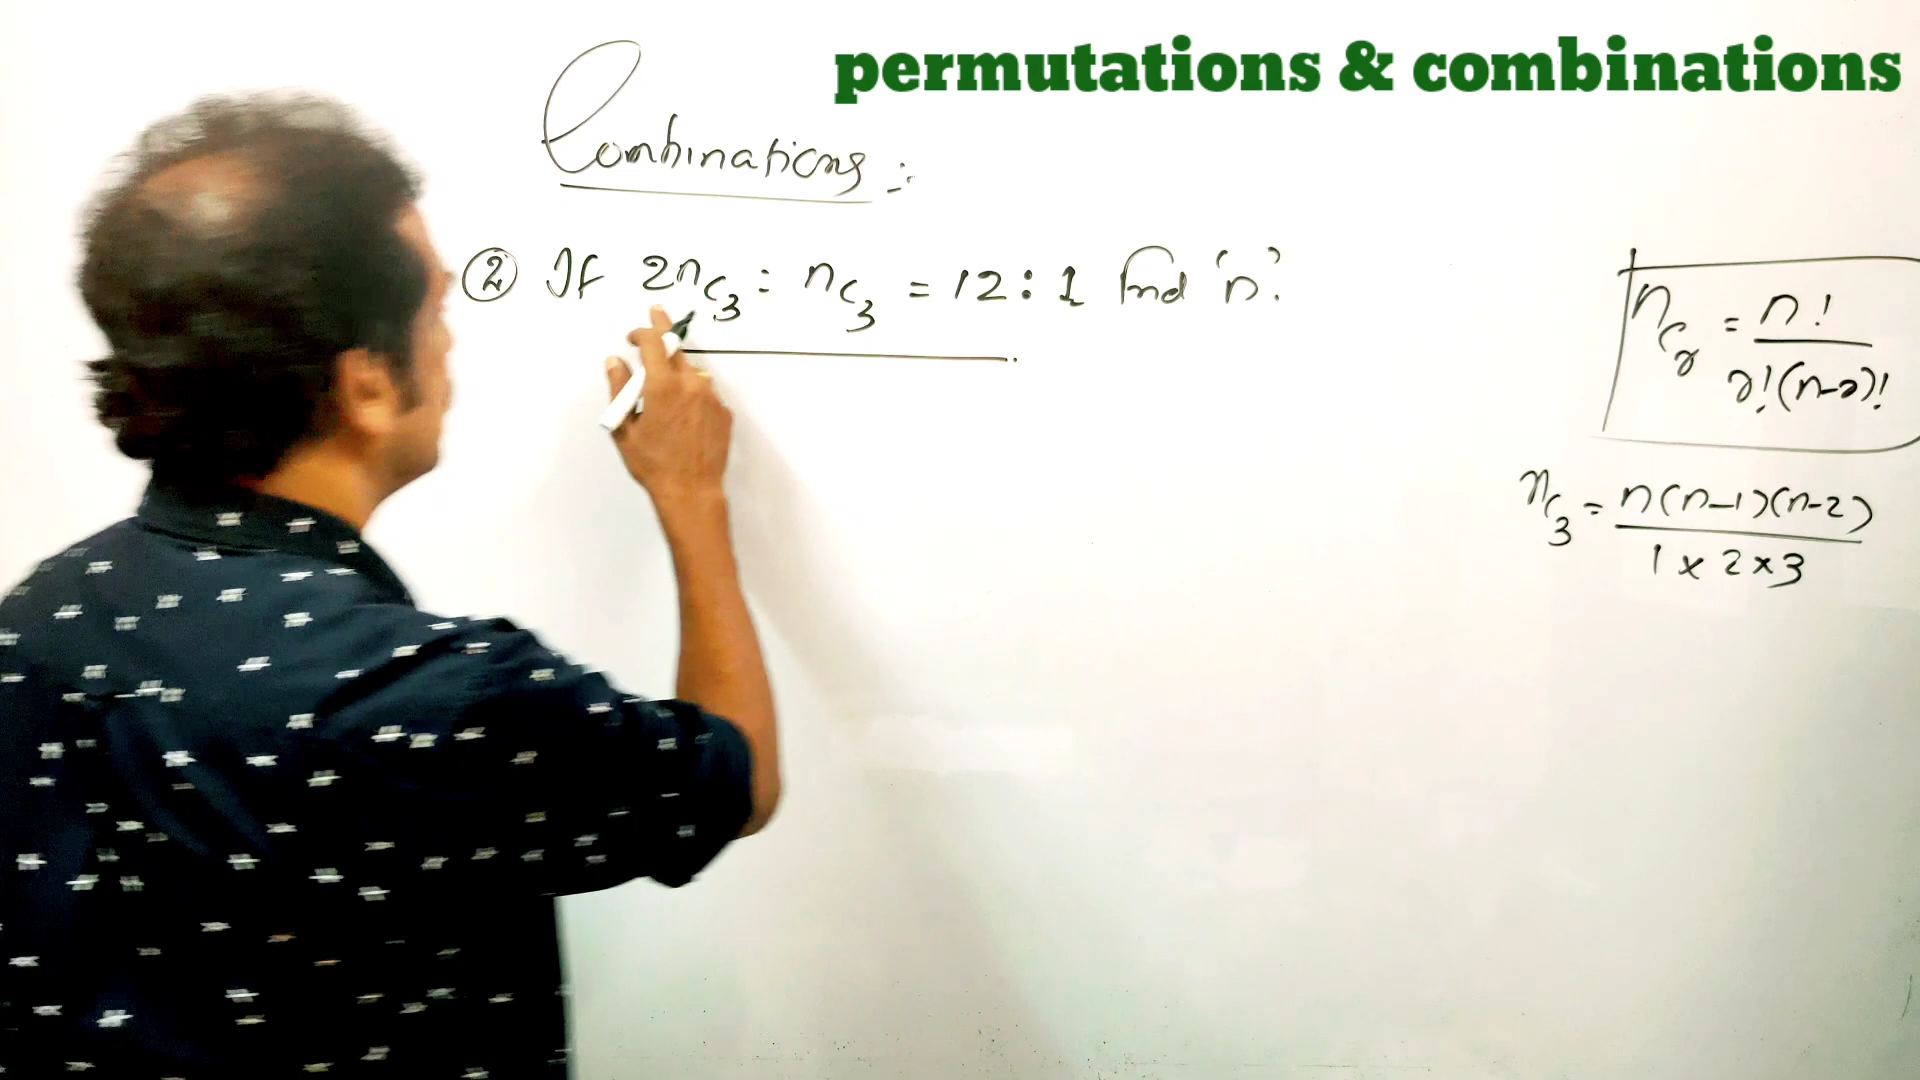 permutations & combinations
Combinations :-
② If 2nC3 : nC3 = 12 : 1 find 'n'?
nCr = n! / r!(n-r)!
nC3 = n(n-1)(n-2) / 1 x 2 x 3